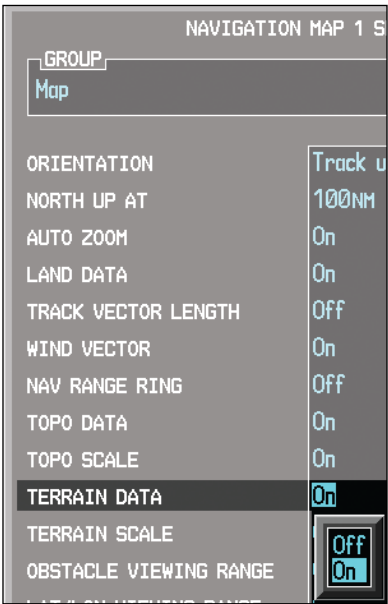 NAVIGATION MAP 1 S
GROUP
Map
ORIENTATION Track u
NORTH UP AT 100NM
AUTO ZOOM On
LAND DATA On
TRACK VECTOR LENGTH Off
WIND VECTOR On
NAV RANGE RING Off
TOPO DATA On
TOPO SCALE On
TERRAIN DATA On
TERRAIN SCALE Off
OBSTACLE VIEWING RANGE On
VIEWING RANGE